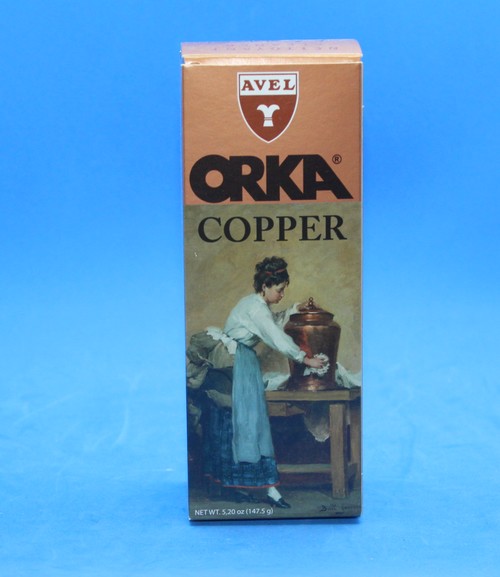 AVEL
ORKA®
COPPER
NET WT. 5,20 oz (147,5 g)